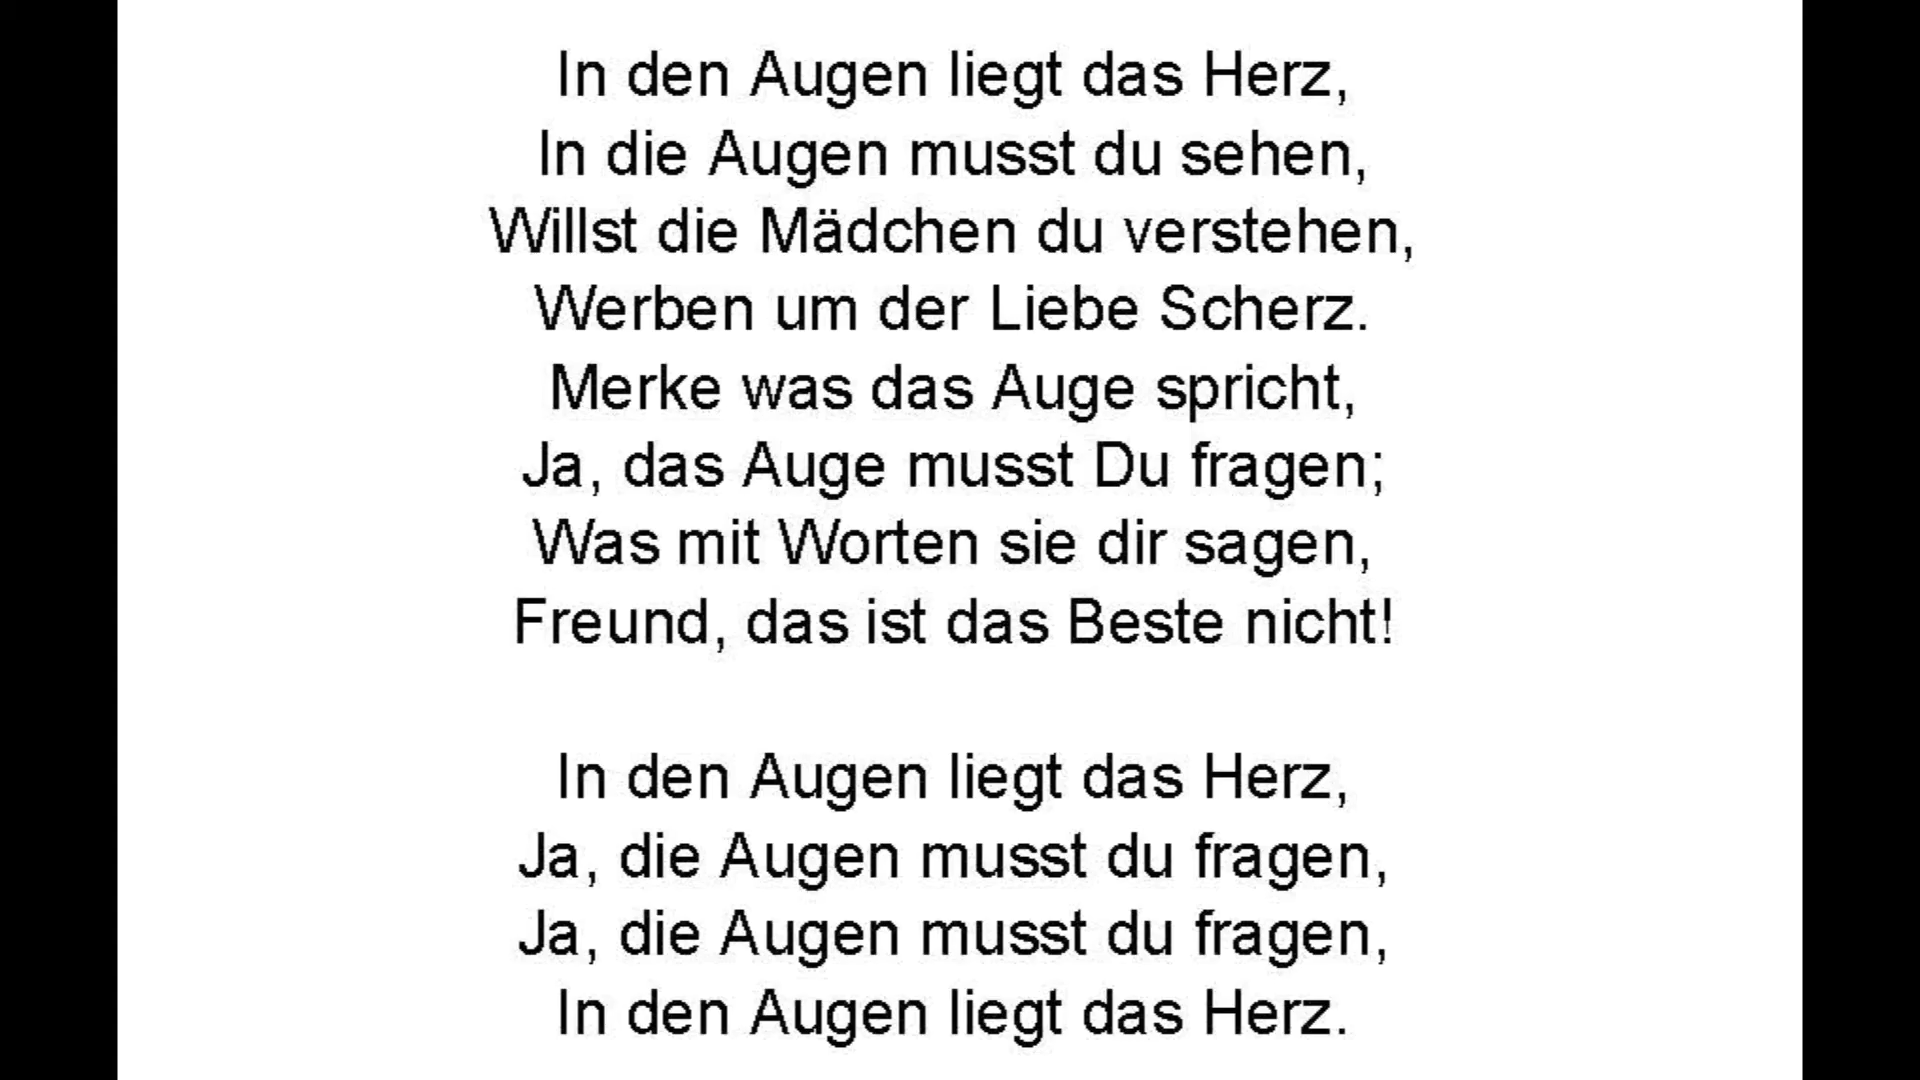 In den Augen liegt das Herz,
In die Augen musst du sehen,
Willst die Mädchen du verstehen,
Werben um der Liebe Scherz.
Merke was das Auge spricht,
Ja, das Auge musst Du fragen;
Was mit Worten sie dir sagen,
Freund, das ist das Beste nicht!

In den Augen liegt das Herz,
Ja, die Augen musst du fragen,
Ja, die Augen musst du fragen,
In den Augen liegt das Herz.